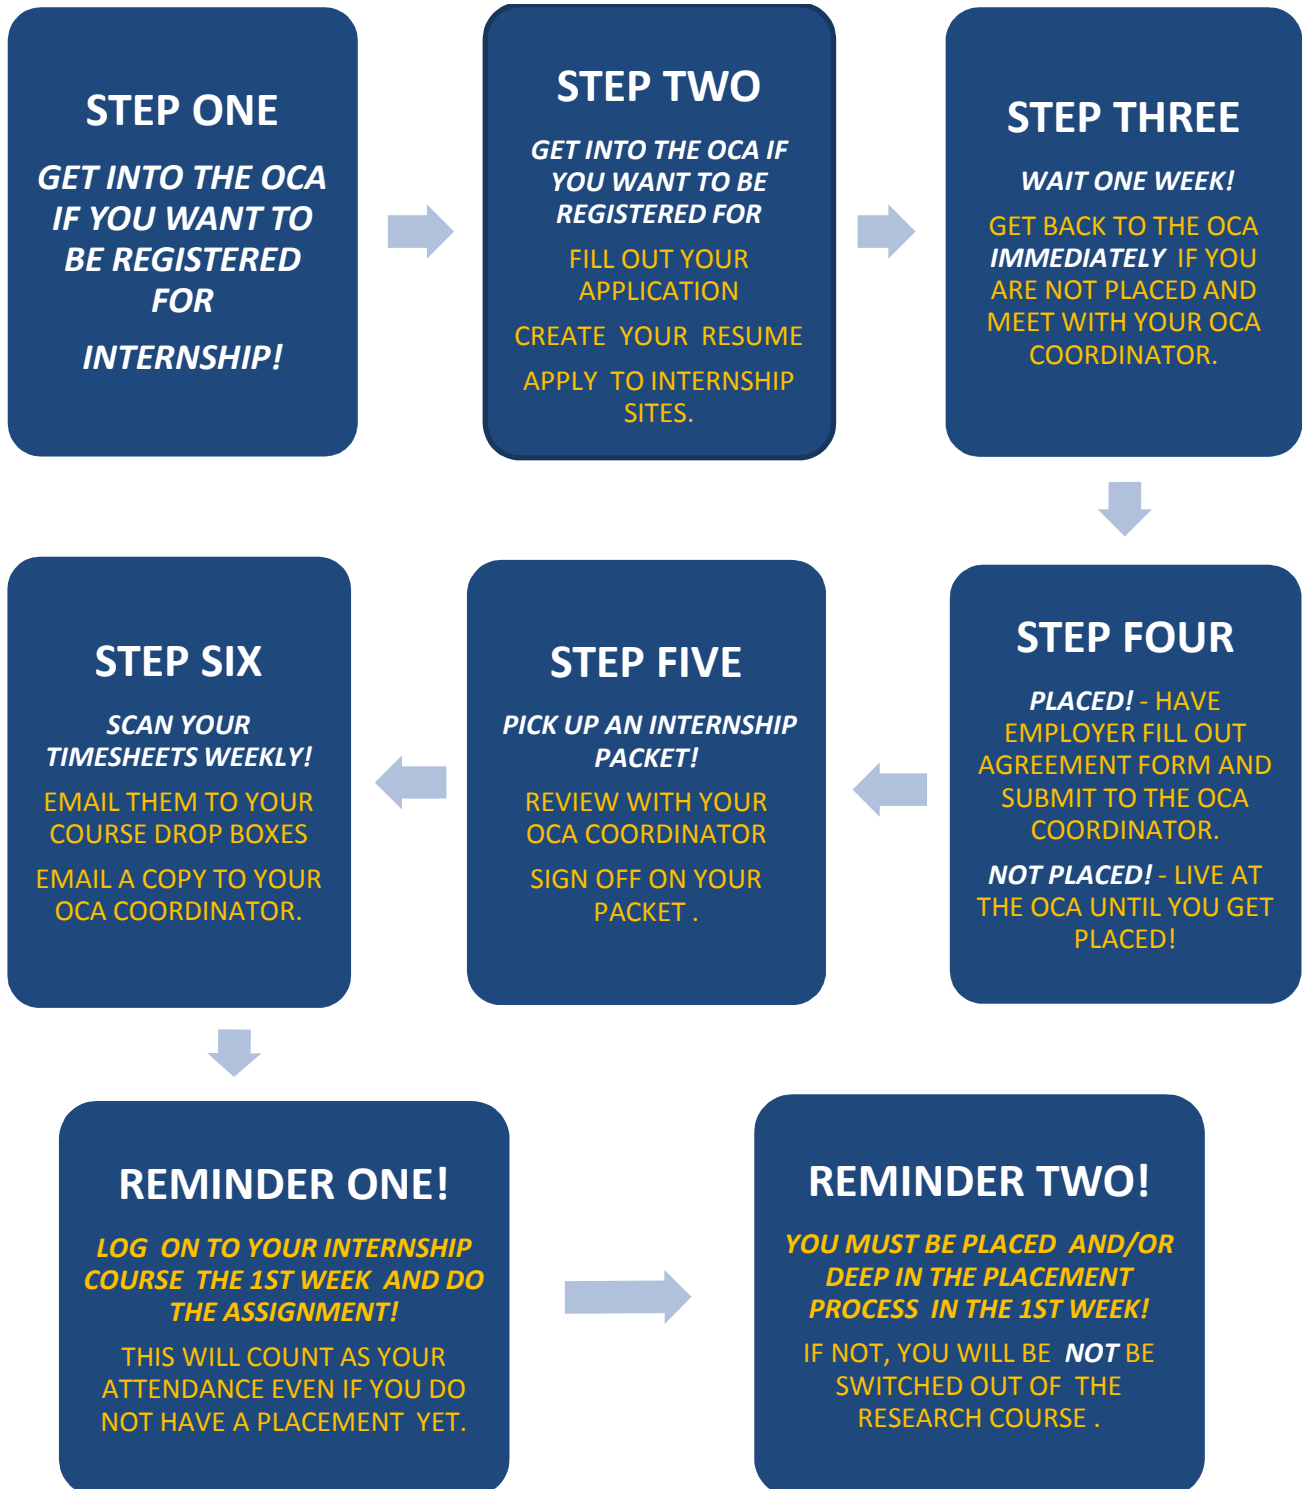 STEP ONE
GET INTO THE OCA
IF YOU WANT TO
BE REGISTERED
FOR
INTERNSHIP!
STEP TWO
GET INTO THE OCA IF
YOU WANT TO BE
REGISTERED FOR
FILL OUT YOUR
APPLICATION
CREATE YOUR RESUME
APPLY TO INTERNSHIP
SITES.
STEP THREE
WAIT ONE WEEK!
GET BACK TO THE OCA
IMMEDIATELY IF YOU
ARE NOT PLACED AND
MEET WITH YOUR OCA
COORDINATOR.
STEP FOUR
PLACED! - HAVE
EMPLOYER FILL OUT
AGREEMENT FORM AND
SUBMIT TO THE OCA
COORDINATOR.
NOT PLACED! - LIVE AT
THE OCA UNTIL YOU GET
PLACED!
STEP FIVE
PICK UP AN INTERNSHIP
PACKET!
REVIEW WITH YOUR
OCA COORDINATOR
SIGN OFF ON YOUR
PACKET .
STEP SIX
SCAN YOUR
TIMESHEETS WEEKLY!
EMAIL THEM TO YOUR
COURSE DROP BOXES
EMAIL A COPY TO YOUR
OCA COORDINATOR.
REMINDER ONE!
LOG ON TO YOUR INTERNSHIP
COURSE THE 1ST WEEK AND DO
THE ASSIGNMENT!
THIS WILL COUNT AS YOUR
ATTENDANCE EVEN IF YOU DO
NOT HAVE A PLACEMENT YET.
REMINDER TWO!
YOU MUST BE PLACED AND/OR
DEEP IN THE PLACEMENT
PROCESS IN THE 1ST WEEK!
IF NOT, YOU WILL BE NOT BE
SWITCHED OUT OF THE
RESEARCH COURSE .